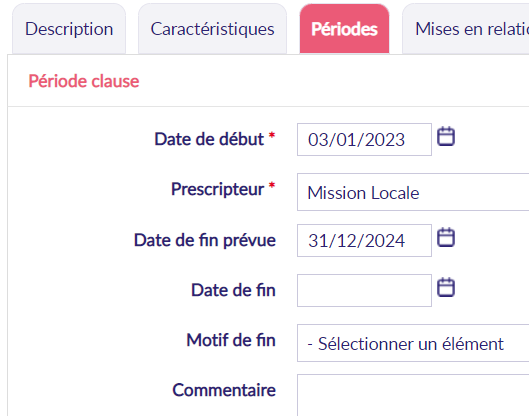 Description Caractéristiques Périodes Mises en relati
Période clause
Date de début * 03/01/2023
Prescripteur * Mission Locale
Date de fin prévue 31/12/2024
Date de fin
Motif de fin - Sélectionner un élément
Commentaire